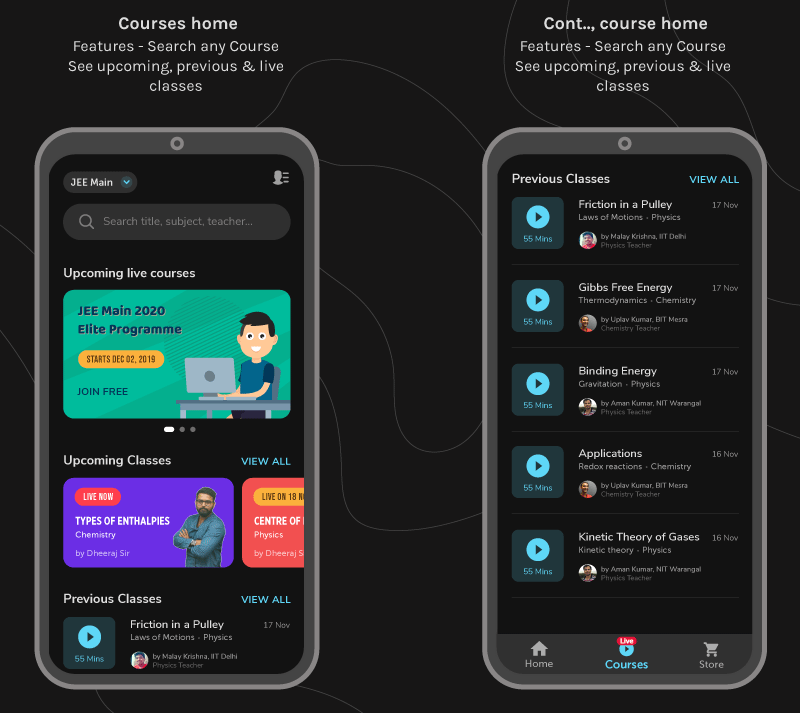 Courses home
Features - Search any Course
See upcoming, previous & live
classes
JEE Main
Search title, subject, teacher...
Upcoming live courses
JEE Main 2020
Elite Programme
STARTS DEC 02, 2019
JOIN FREE
Upcoming Classes
VIEW ALL
LIVE NOW
TYPES OF ENTHALPIES
Chemistry
by Dheeraj Sir
LIVE ON 18 N
CENTRE OF
Physics
by Dheeraj S
Previous Classes
VIEW ALL
Friction in a Pulley
17 Nov
Laws of Motions - Physics
55 Mins
by Malay Krishna, IIT Delhi
Physics Teacher
Cont.., course home
Features - Search any Course
See upcoming, previous & live
classes
Previous Classes
VIEW ALL
Friction in a Pulley
17 Nov
Laws of Motions - Physics
55 Mins
by Malay Krishna, IIT Delhi
Physics Teacher
Gibbs Free Energy
17 Nov
Thermodynamics - Chemistry
55 Mins
by Uplav Kumar, BIT Mesra
Chemistry Teacher
Binding Energy
17 Nov
Gravitation - Physics
55 Mins
by Aman Kumar, NIT Warangal
Physics Teacher
Applications
16 Nov
Redox reactions - Chemistry
55 Mins
by Uplav Kumar, BIT Mesra
Chemistry Teacher
Kinetic Theory of Gases
16 Nov
Kinetic theory - Physics
55 Mins
by Aman Kumar, NIT Warangal
Physics Teacher
Live
Home
Courses
Store